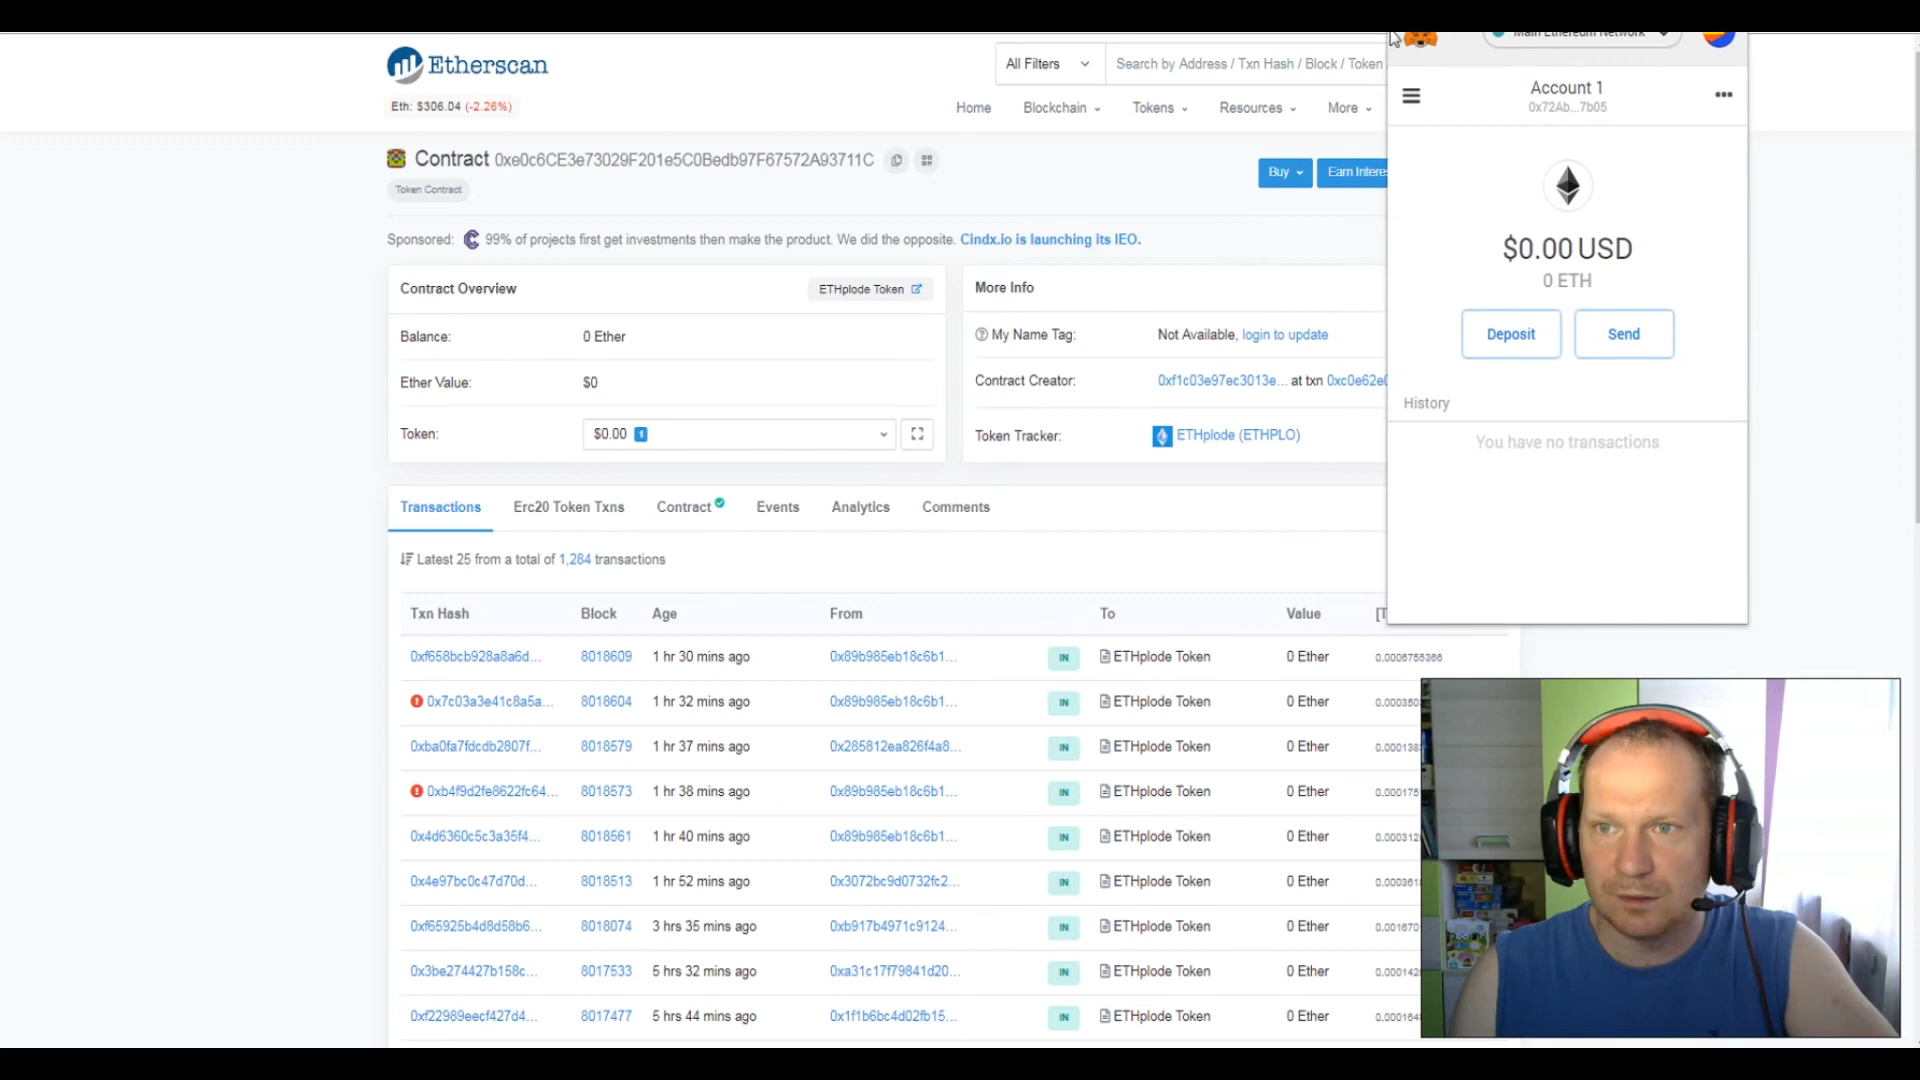 Etherscan
Eth: $306.04 (-2.26%)
All Filters
Search by Address / Txn Hash / Block / Token
Home
Blockchain
Tokens
Resources
More
Contract 0xe0c6CE3e73029F201e5C0Bedb97F67572A93711C
Token Contract
Buy
Earn Interes
Sponsored: 99% of projects first get investments then make the product. We did the opposite. Cindx.io is launching its IEO.
Contract Overview
ETHplode Token
Balance:
0 Ether
Ether Value:
$0
Token:
$0.00 1
More Info
My Name Tag:
Not Available, login to update
Contract Creator:
0xf1c03e97ec3013e... at txn 0xc0e62e0
Token Tracker:
ETHplode (ETHPLO)
Main Ethereum Network
Account 1
0x72Ab...7b05
$0.00 USD
0 ETH
Deposit
Send
History
You have no transactions
Transactions
Erc20 Token Txns
Contract
Events
Analytics
Comments
Latest 25 from a total of 1,284 transactions
Txn Hash Block Age From To Value [T
0xf658bcb928a8a6d... 8018609 1 hr 30 mins ago 0x89b985eb18c6b1... IN ETHplode Token 0 Ether 0.0006755366
0x7c03a3e41c8a5a... 8018604 1 hr 32 mins ago 0x89b985eb18c6b1... IN ETHplode Token 0 Ether
0xba0fa7fdcdb2807f... 8018579 1 hr 37 mins ago 0x285812ea826f4a8... IN ETHplode Token 0 Ether
0xb4f9d2fe8622fc64... 8018573 1 hr 38 mins ago 0x89b985eb18c6b1... IN ETHplode Token 0 Ether
0x4d6360c5c3a35f4... 8018561 1 hr 40 mins ago 0x89b985eb18c6b1... IN ETHplode Token 0 Ether
0x4e97bc0c47d70d... 8018513 1 hr 52 mins ago 0x3072bc9d0732fc2... IN ETHplode Token 0 Ether
0xf65925b4d8d58b6... 8018074 3 hrs 35 mins ago 0xb917b4971c9124... IN ETHplode Token 0 Ether
0x3be274427b158c... 8017533 5 hrs 32 mins ago 0xa31c17f79841d20... IN ETHplode Token 0 Ether
0xf22989eecf427d4... 8017477 5 hrs 44 mins ago 0x1f1b6bc4d02fb15... IN ETHplode Token 0 Ether